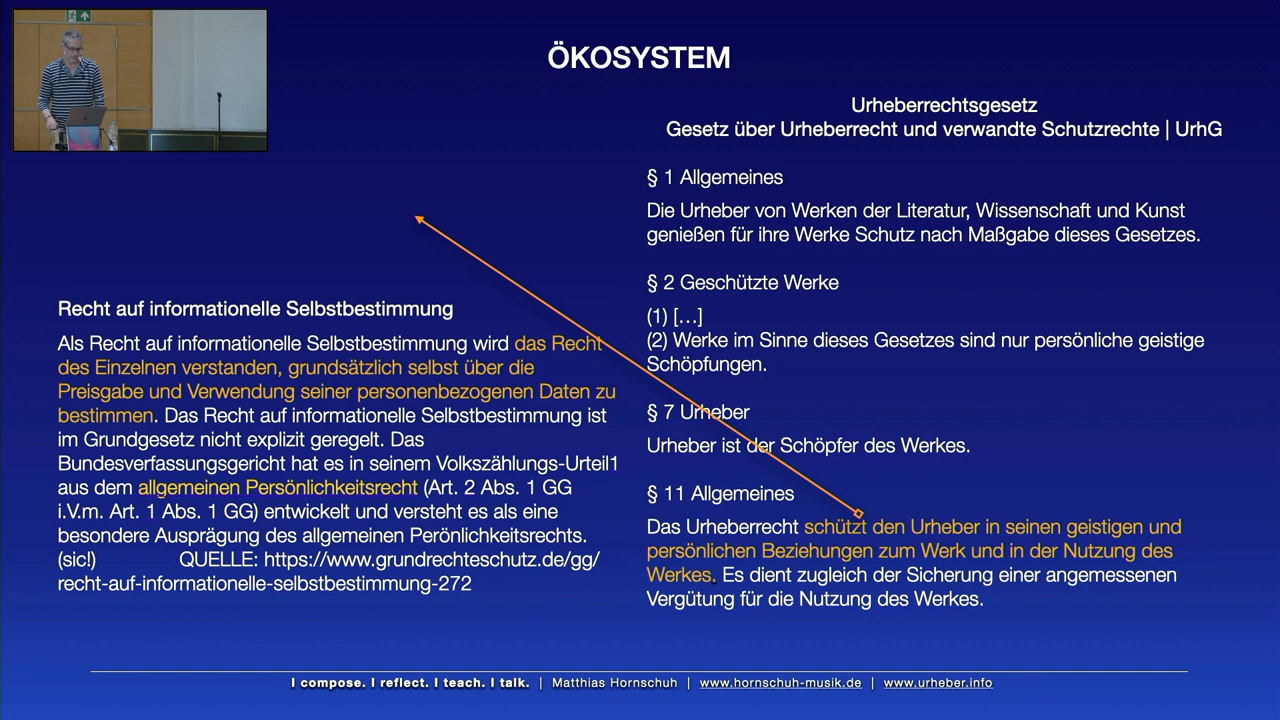 ÖKOSYSTEM
Urheberrechtsgesetz
Gesetz über Urheberrecht und verwandte Schutzrechte | UrhG
§ 1 Allgemeines
Die Urheber von Werken der Literatur, Wissenschaft und Kunst
genießen für ihre Werke Schutz nach Maßgabe dieses Gesetzes.
§ 2 Geschützte Werke
(1) […]
(2) Werke im Sinne dieses Gesetzes sind nur persönliche geistige
Schöpfungen.
§ 7 Urheber
Urheber ist der Schöpfer des Werkes.
§ 11 Allgemeines
Das Urheberrecht schützt den Urheber in seinen geistigen und
persönlichen Beziehungen zum Werk und in der Nutzung des
Werkes. Es dient zugleich der Sicherung einer angemessenen
Vergütung für die Nutzung des Werkes.
Recht auf informationelle Selbstbestimmung
Als Recht auf informationelle Selbstbestimmung wird das Recht
des Einzelnen verstanden, grundsätzlich selbst über die
Preisgabe und Verwendung seiner personenbezogenen Daten zu
bestimmen. Das Recht auf informationelle Selbstbestimmung ist
im Grundgesetz nicht explizit geregelt. Das
Bundesverfassungsgericht hat es in seinem Volkszählungs-Urteil1
aus dem allgemeinen Persönlichkeitsrecht (Art. 2 Abs. 1 GG
i.V.m. Art. 1 Abs. 1 GG) entwickelt und versteht es als eine
besondere Ausprägung des allgemeinen Perönlichkeitsrechts.
(sic!) QUELLE: https://www.grundrechteschutz.de/gg/
recht-auf-informationelle-selbstbestimmung-272
I compose. I reflect. I teach. I talk. | Matthias Hornschuh | www.hornschuh-musik.de | www.urheber.info